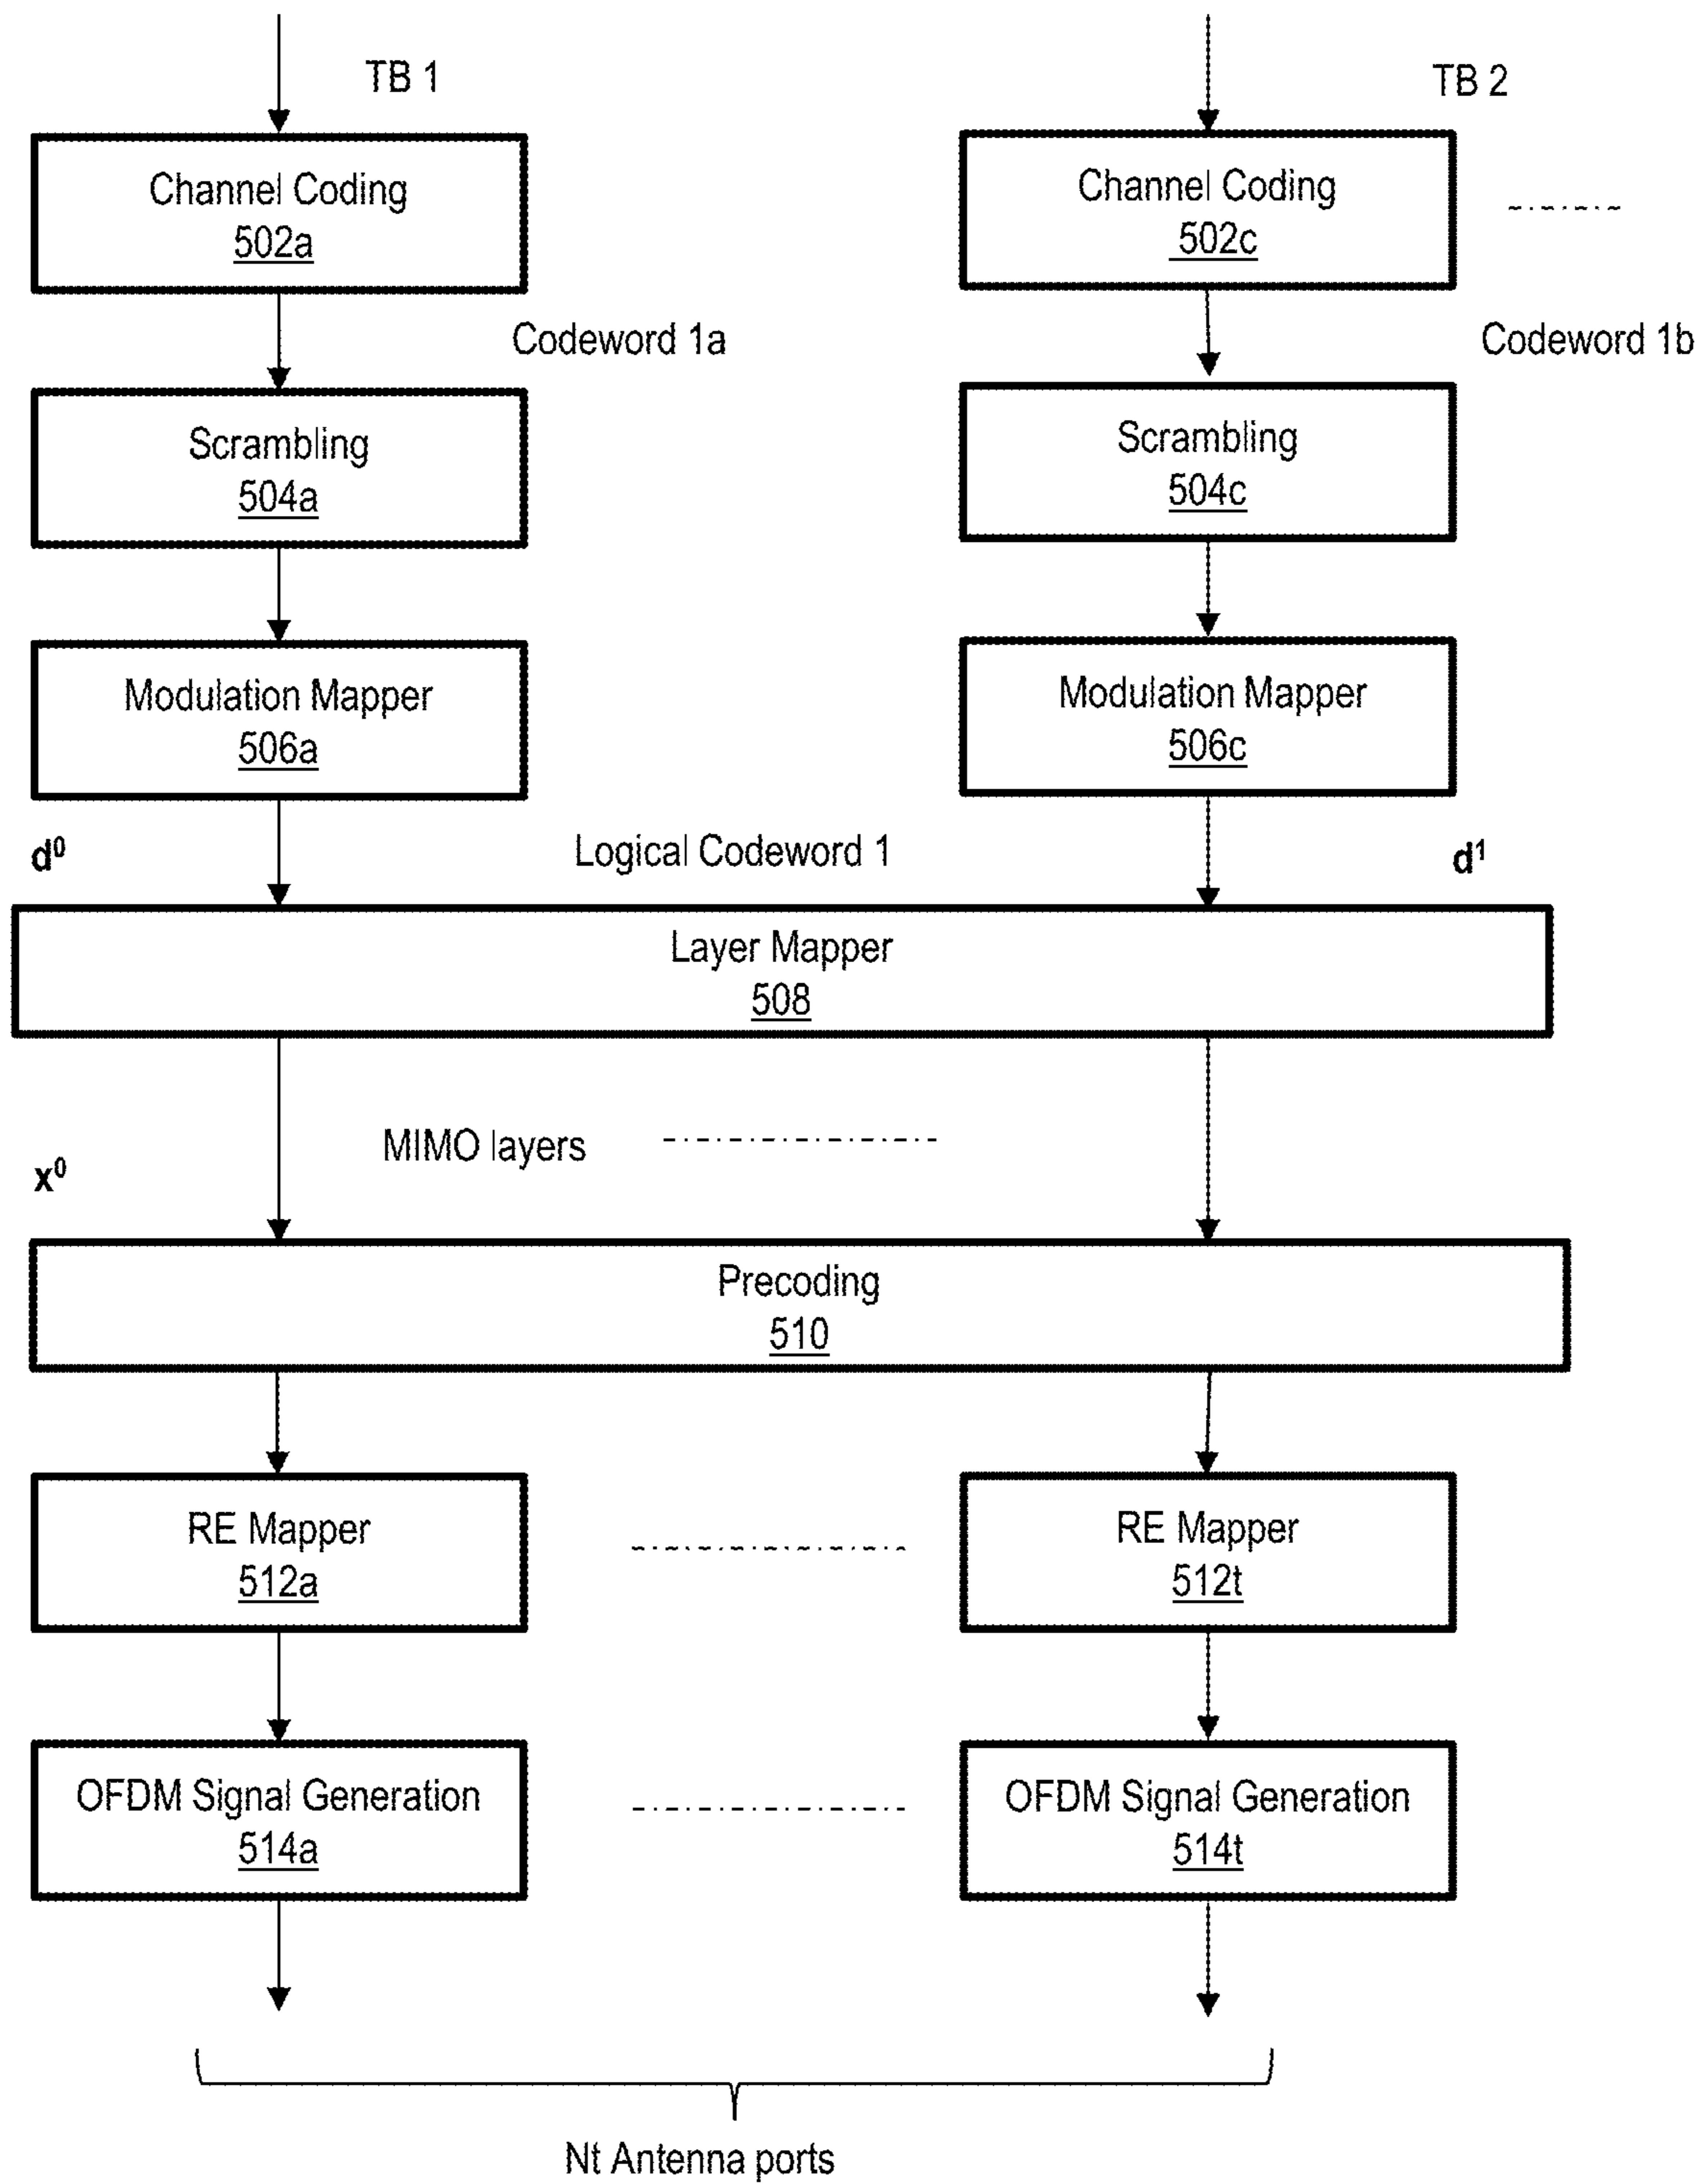 TB 1
TB 2
Channel Coding
502a
Channel Coding
502c
Codeword 1a
Codeword 1b
Scrambling
504a
Scrambling
504c
Modulation Mapper
506a
Modulation Mapper
506c
d⁰
Logical Codeword 1
d¹
Layer Mapper
508
MIMO layers
x⁰
Precoding
510
RE Mapper
512a
RE Mapper
512t
OFDM Signal Generation
514a
OFDM Signal Generation
514t
Nt Antenna ports